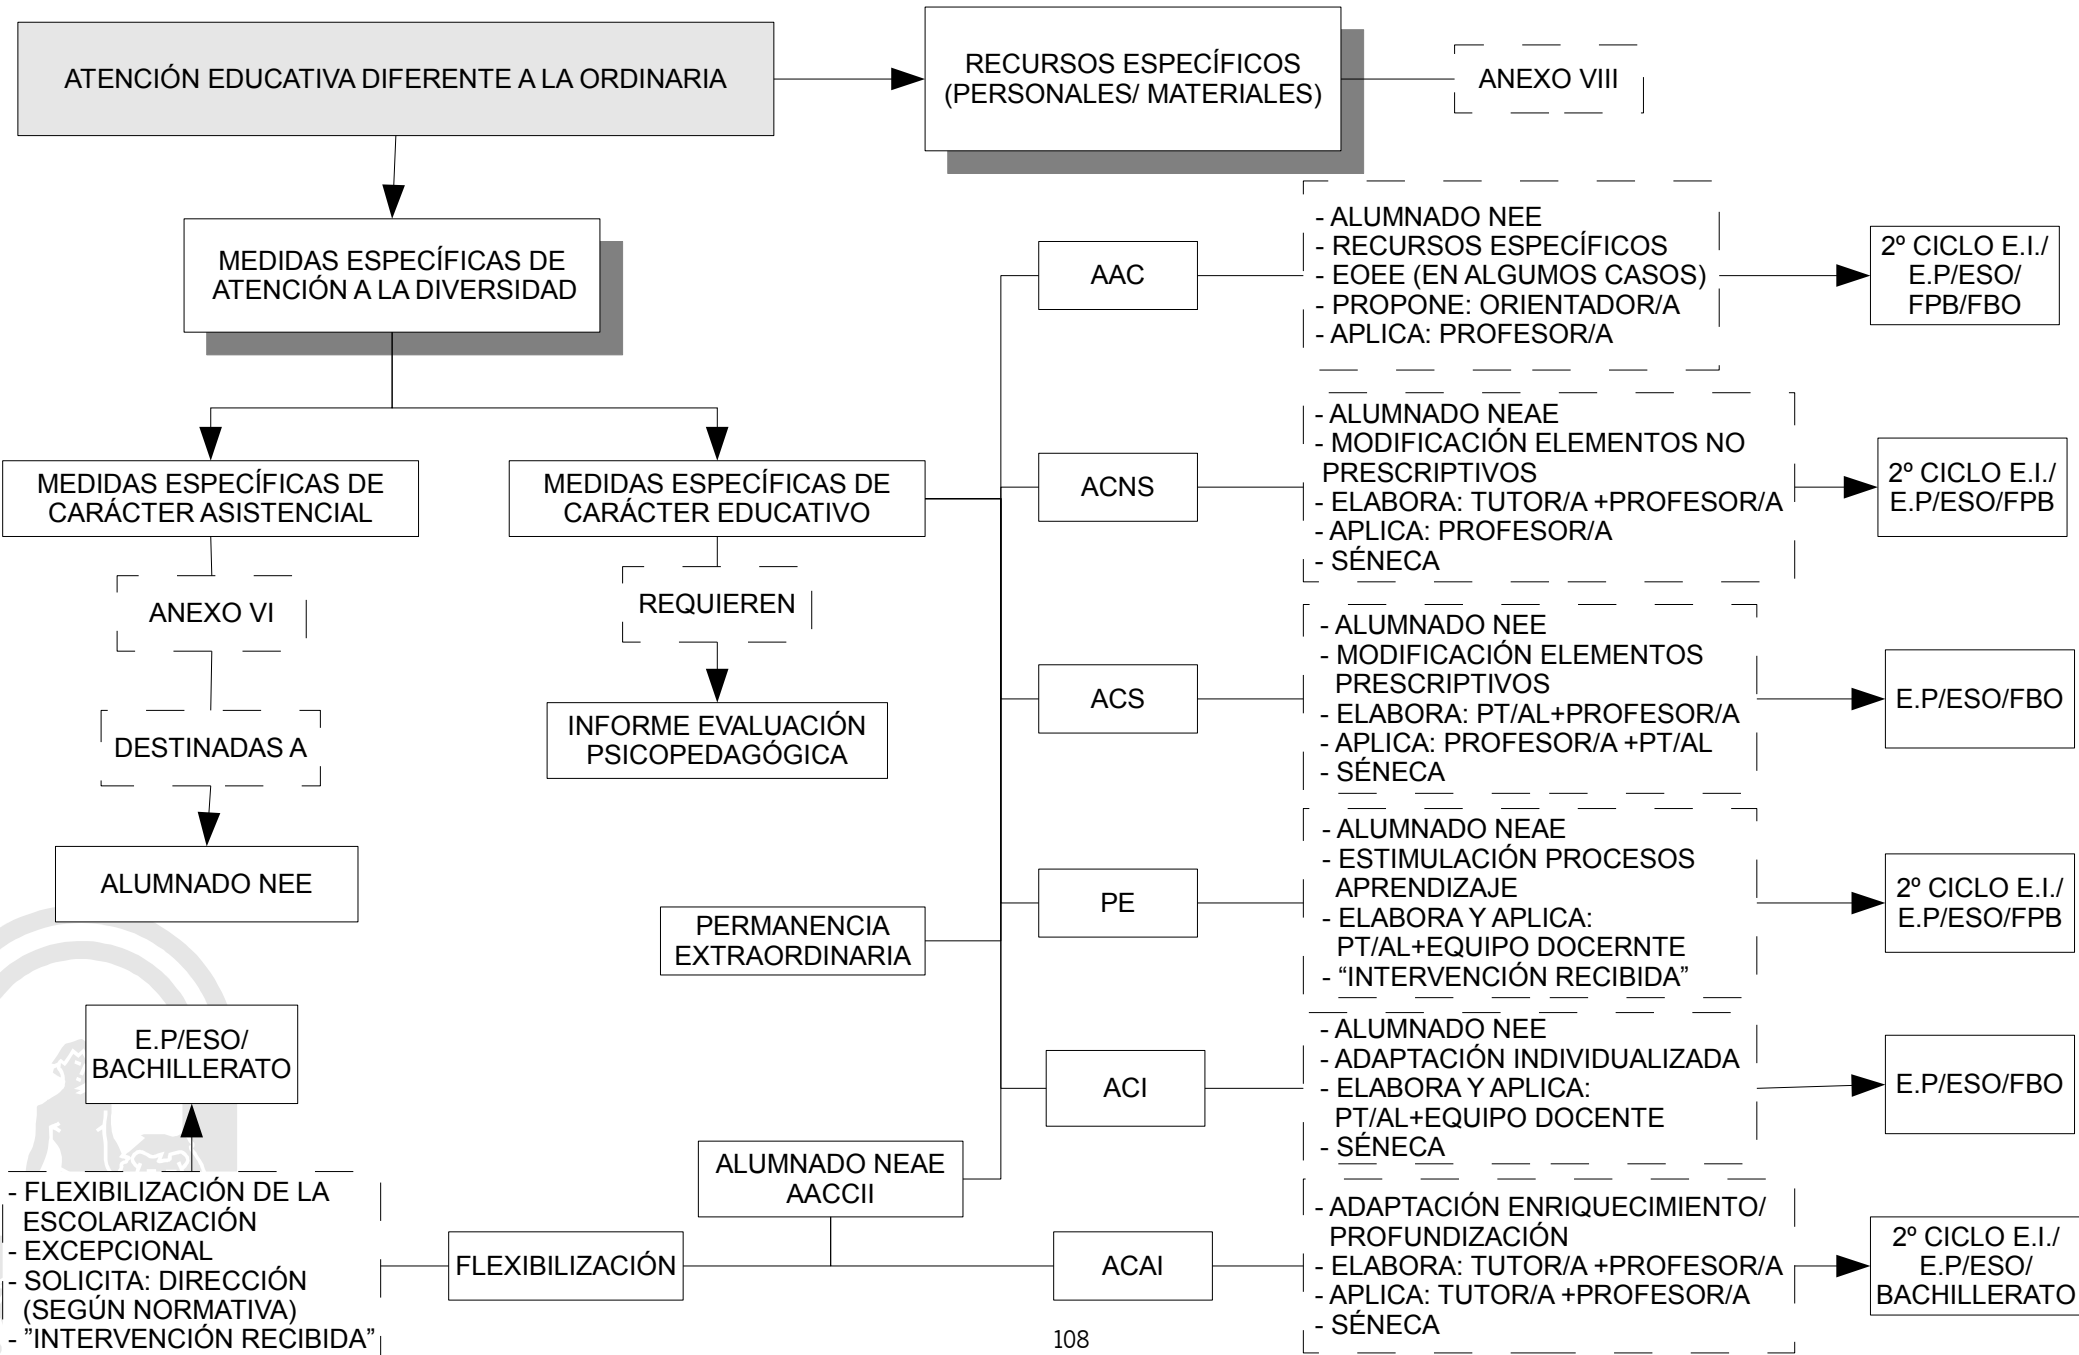 ATENCIÓN EDUCATIVA DIFERENTE A LA ORDINARIA
RECURSOS ESPECÍFICOS
(PERSONALES/ MATERIALES)
ANEXO VIII
MEDIDAS ESPECÍFICAS DE
ATENCIÓN A LA DIVERSIDAD
MEDIDAS ESPECÍFICAS DE
CARÁCTER ASISTENCIAL
ANEXO VI
DESTINADAS A
ALUMNADO NEE
MEDIDAS ESPECÍFICAS DE
CARÁCTER EDUCATIVO
REQUIEREN
INFORME EVALUACIÓN
PSICOPEDAGÓGICA
AAC
- ALUMNADO NEE
- RECURSOS ESPECÍFICOS
- EOEE (EN ALGUMOS CASOS)
- PROPONE: ORIENTADOR/A
- APLICA: PROFESOR/A
2º CICLO E.I./
E.P/ESO/
FPB/FBO
ACNS
- ALUMNADO NEAE
- MODIFICACIÓN ELEMENTOS NO
PRESCRIPTIVOS
- ELABORA: TUTOR/A +PROFESOR/A
- APLICA: PROFESOR/A
- SÉNECA
2º CICLO E.I./
E.P/ESO/FPB
ACS
- ALUMNADO NEE
- MODIFICACIÓN ELEMENTOS
PRESCRIPTIVOS
- ELABORA: PT/AL+PROFESOR/A
- APLICA: PROFESOR/A +PT/AL
- SÉNECA
E.P/ESO/FBO
PE
- ALUMNADO NEAE
- ESTIMULACIÓN PROCESOS
APRENDIZAJE
- ELABORA Y APLICA:
PT/AL+EQUIPO DOCERNTE
- “INTERVENCIÓN RECIBIDA”
2º CICLO E.I./
E.P/ESO/FPB
PERMANENCIA
EXTRAORDINARIA
ACI
- ALUMNADO NEE
- ADAPTACIÓN INDIVIDUALIZADA
- ELABORA Y APLICA:
PT/AL+EQUIPO DOCENTE
- SÉNECA
E.P/ESO/FBO
ALUMNADO NEAE
AACCII
ACAI
- ADAPTACIÓN ENRIQUECIMIENTO/
PROFUNDIZACIÓN
- ELABORA: TUTOR/A +PROFESOR/A
- APLICA: TUTOR/A +PROFESOR/A
- SÉNECA
2º CICLO E.I./
E.P/ESO/
BACHILLERATO
FLEXIBILIZACIÓN
- FLEXIBILIZACIÓN DE LA
ESCOLARIZACIÓN
- EXCEPCIONAL
- SOLICITA: DIRECCIÓN
(SEGÚN NORMATIVA)
- ”INTERVENCIÓN RECIBIDA”
E.P/ESO/
BACHILLERATO
108